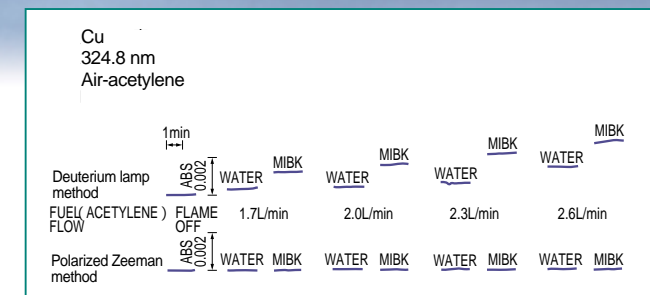 Cu
324.8 nm
Air-acetylene
1min
MIBK
MIBK
MIBK
MIBK
WATER
WATER
WATER
WATER
ABS
0.002
Deuterium lamp
method
FUEL( ACETYLENE )
FLOW
FLAME
OFF
1.7L/min
2.0L/min
2.3L/min
2.6L/min
ABS
0.002
Polarized Zeeman
method
WATER MIBK
WATER MIBK
WATER MIBK
WATER MIBK